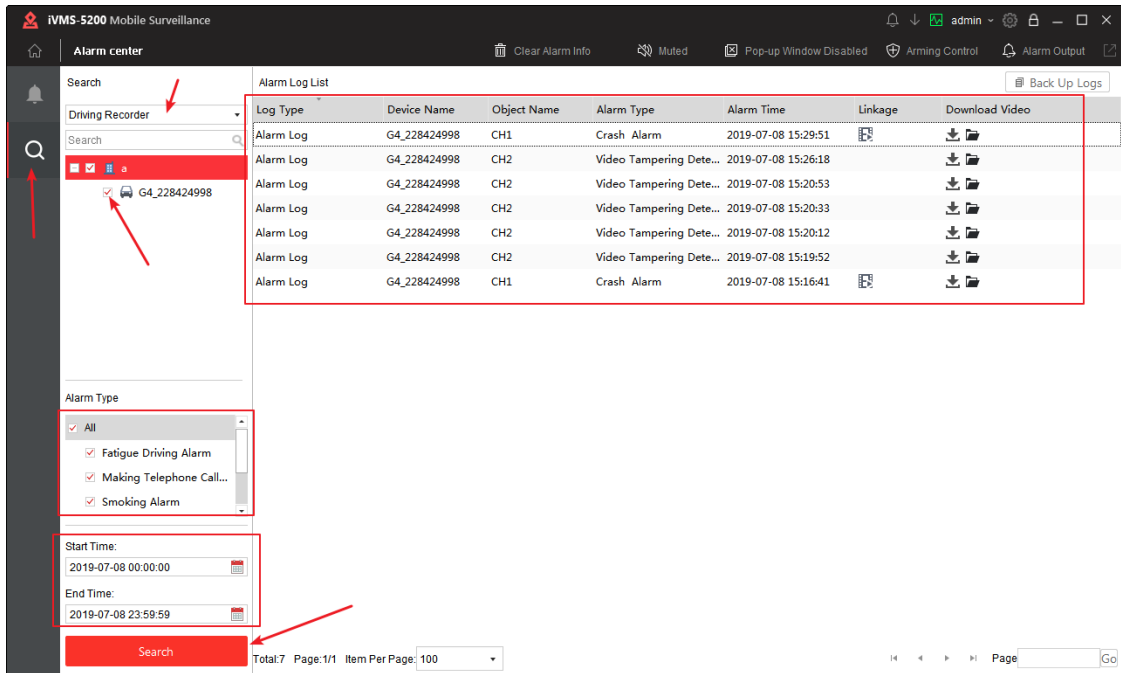 iVMS-5200 Mobile Surveillance
admin
Alarm center
Clear Alarm Info
Muted
Pop-up Window Disabled
Arming Control
Alarm Output
Search
Driving Recorder
Search
a
G4_228424998
Alarm Type
All
Fatigue Driving Alarm
Making Telephone Call...
Smoking Alarm
Start Time:
2019-07-08 00:00:00
End Time:
2019-07-08 23:59:59
Search
Alarm Log List
Back Up Logs
Log Type Device Name Object Name Alarm Type Alarm Time Linkage Download Video
Alarm Log G4_228424998 CH1 Crash Alarm 2019-07-08 15:29:51
Alarm Log G4_228424998 CH2 Video Tampering Dete... 2019-07-08 15:26:18
Alarm Log G4_228424998 CH2 Video Tampering Dete... 2019-07-08 15:20:53
Alarm Log G4_228424998 CH2 Video Tampering Dete... 2019-07-08 15:20:33
Alarm Log G4_228424998 CH2 Video Tampering Dete... 2019-07-08 15:20:12
Alarm Log G4_228424998 CH2 Video Tampering Dete... 2019-07-08 15:19:52
Alarm Log G4_228424998 CH1 Crash Alarm 2019-07-08 15:16:41
Total:7 Page:1/1 Item Per Page: 100
Page Go